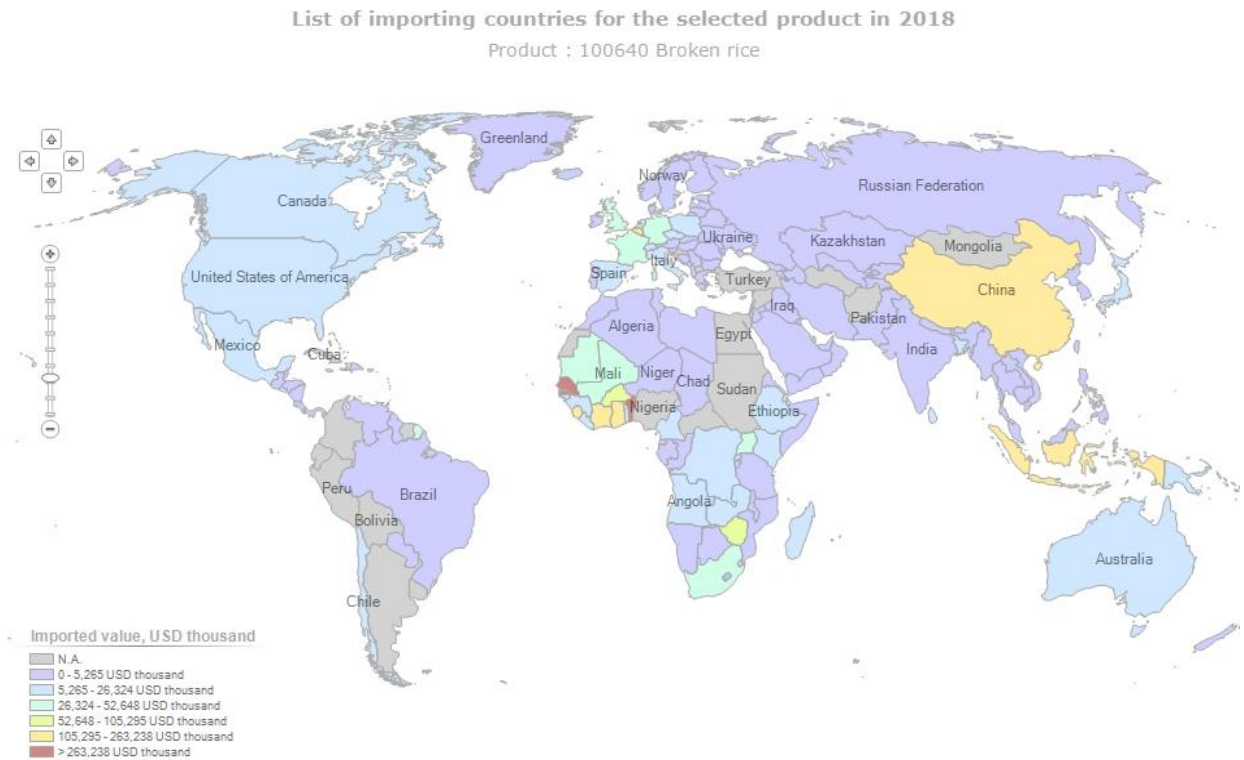 List of importing countries for the selected product in 2018
Product : 100640 Broken rice
Greenland
Norway
Russian Federation
Canada
Ukraine
Kazakhstan
Mongolia
Italy
United States of America
Spain
Turkey
China
Iraq
Pakistan
Algeria
Egypt
Mexico
Cuba
India
Mali
Niger
Chad
Sudan
Nigeria
Ethiopia
Peru
Brazil
Angola
Bolivia
Australia
Chile
Imported value, USD thousand
N.A.
0 - 5,265 USD thousand
5,265 - 26,324 USD thousand
26,324 - 52,648 USD thousand
52,648 - 105,295 USD thousand
105,295 - 263,238 USD thousand
> 263,238 USD thousand